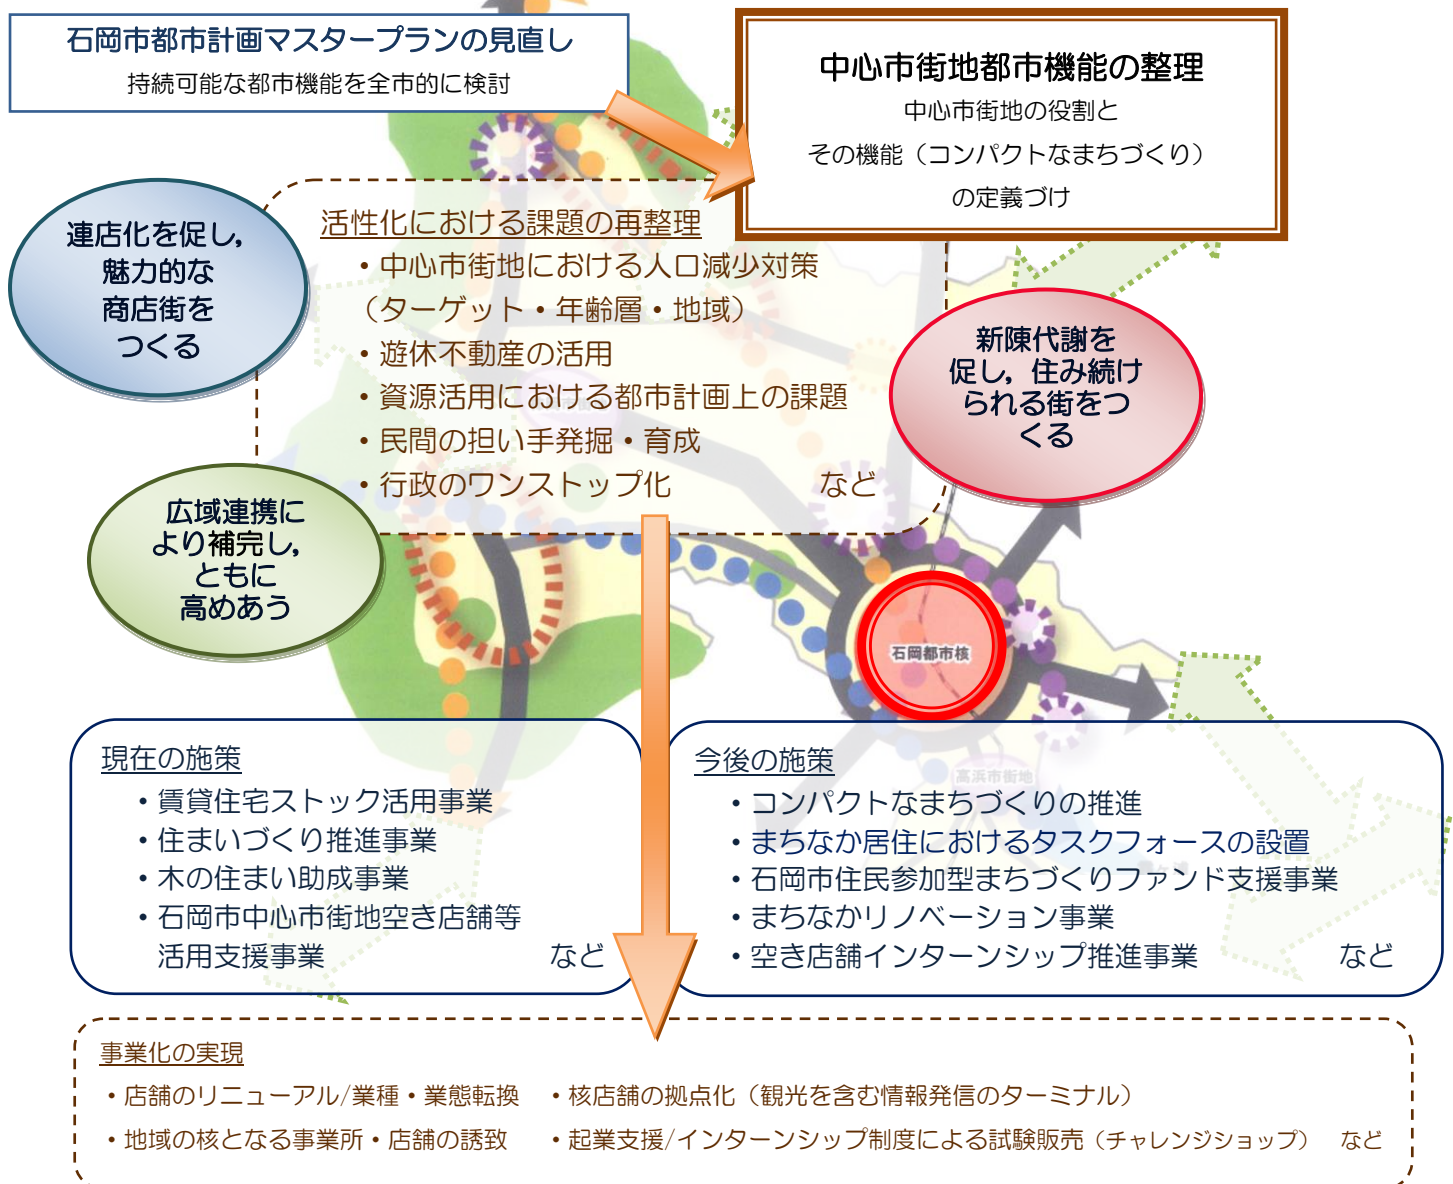 石岡市都市計画マスタープランの見直し
持続可能な都市機能を全市的に検討
中心市街地都市機能の整理
中心市街地の役割と
その機能（コンパクトなまちづくり）
の定義づけ
連店化を促し，
魅力的な
商店街を
つくる
活性化における課題の再整理
・中心市街地における人口減少対策
（ターゲット・年齢層・地域）
・遊休不動産の活用
・資源活用における都市計画上の課題
・民間の担い手発掘・育成
・行政のワンストップ化　など
新陳代謝を
促し，住み続け
られる街をつ
くる
広域連携に
より補完し，
ともに
高めあう
石岡都市核
高浜市街地
現在の施策
・賃貸住宅ストック活用事業
・住まいづくり推進事業
・木の住まい助成事業
・石岡市中心市街地空き店舗等
活用支援事業　など
今後の施策
・コンパクトなまちづくりの推進
・まちなか居住におけるタスクフォースの設置
・石岡市住民参加型まちづくりファンド支援事業
・まちなかリノベーション事業
・空き店舗インターンシップ推進事業　など
事業化の実現
・店舗のリニューアル/業種・業態転換　・核店舗の拠点化（観光を含む情報発信のターミナル）
・地域の核となる事業所・店舗の誘致　・起業支援/インターンシップ制度による試験販売（チャレンジショップ）　など